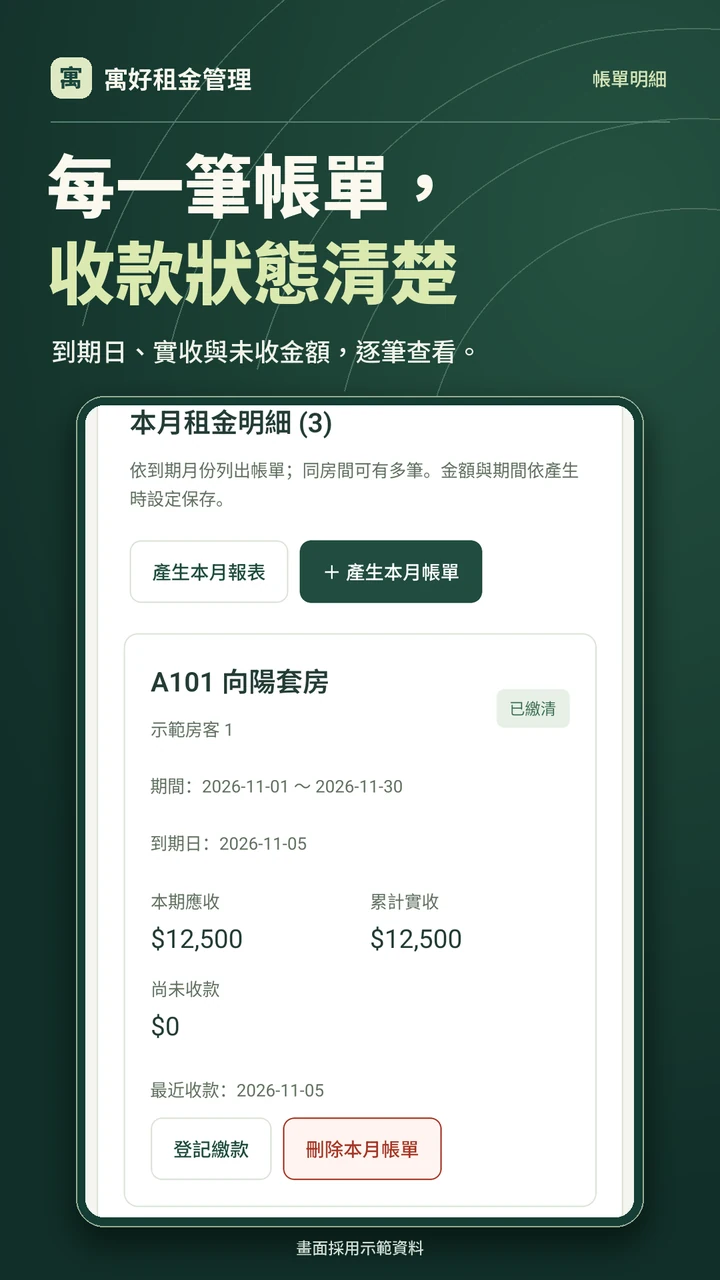 寓 寓好租金管理 帳單明細
每一筆帳單，
收款狀態清楚
到期日、實收與未收金額，逐筆查看。
本月租金明細 (3)
依到期月份列出帳單；同房間可有多筆。金額與期間依產生
時設定保存。
產生本月報表 ＋ 產生本月帳單
A101 向陽套房
已繳清
示範房客 1
期間：2026-11-01 ～ 2026-11-30
到期日：2026-11-05
本期應收 累計實收
$12,500 $12,500
尚未收款
$0
最近收款：2026-11-05
登記繳款 刪除本月帳單
畫面採用示範資料